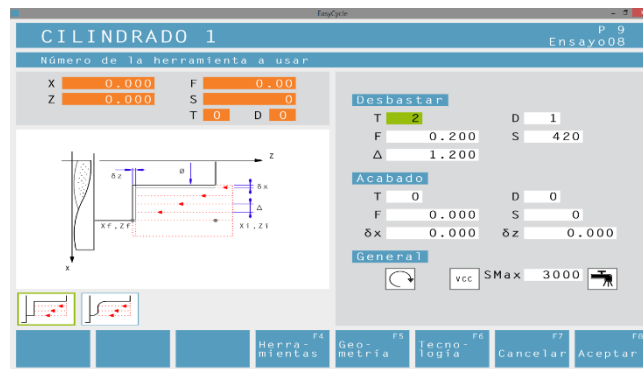 EasyCycle
CILINDRADO 1
P 9
Ensayo08
Número de la herramienta a usar
X 0.000 F 0.00
Z 0.000 S 0
T 0 D 0
Desbastar
T 2 D 1
F 0.200 S 420
Δ 1.200
Acabado
T 0 D 0
F 0.000 S 0
δx 0.000 δz 0.000
General
vcc SMax 3000
Z
δz ø
δx
Δ
Xf,Zf Xi,Zi
X
F4 Herra-
mientas
F5 Geo-
metría
F6 Tecno-
logía
F7 Cancelar
F8 Aceptar